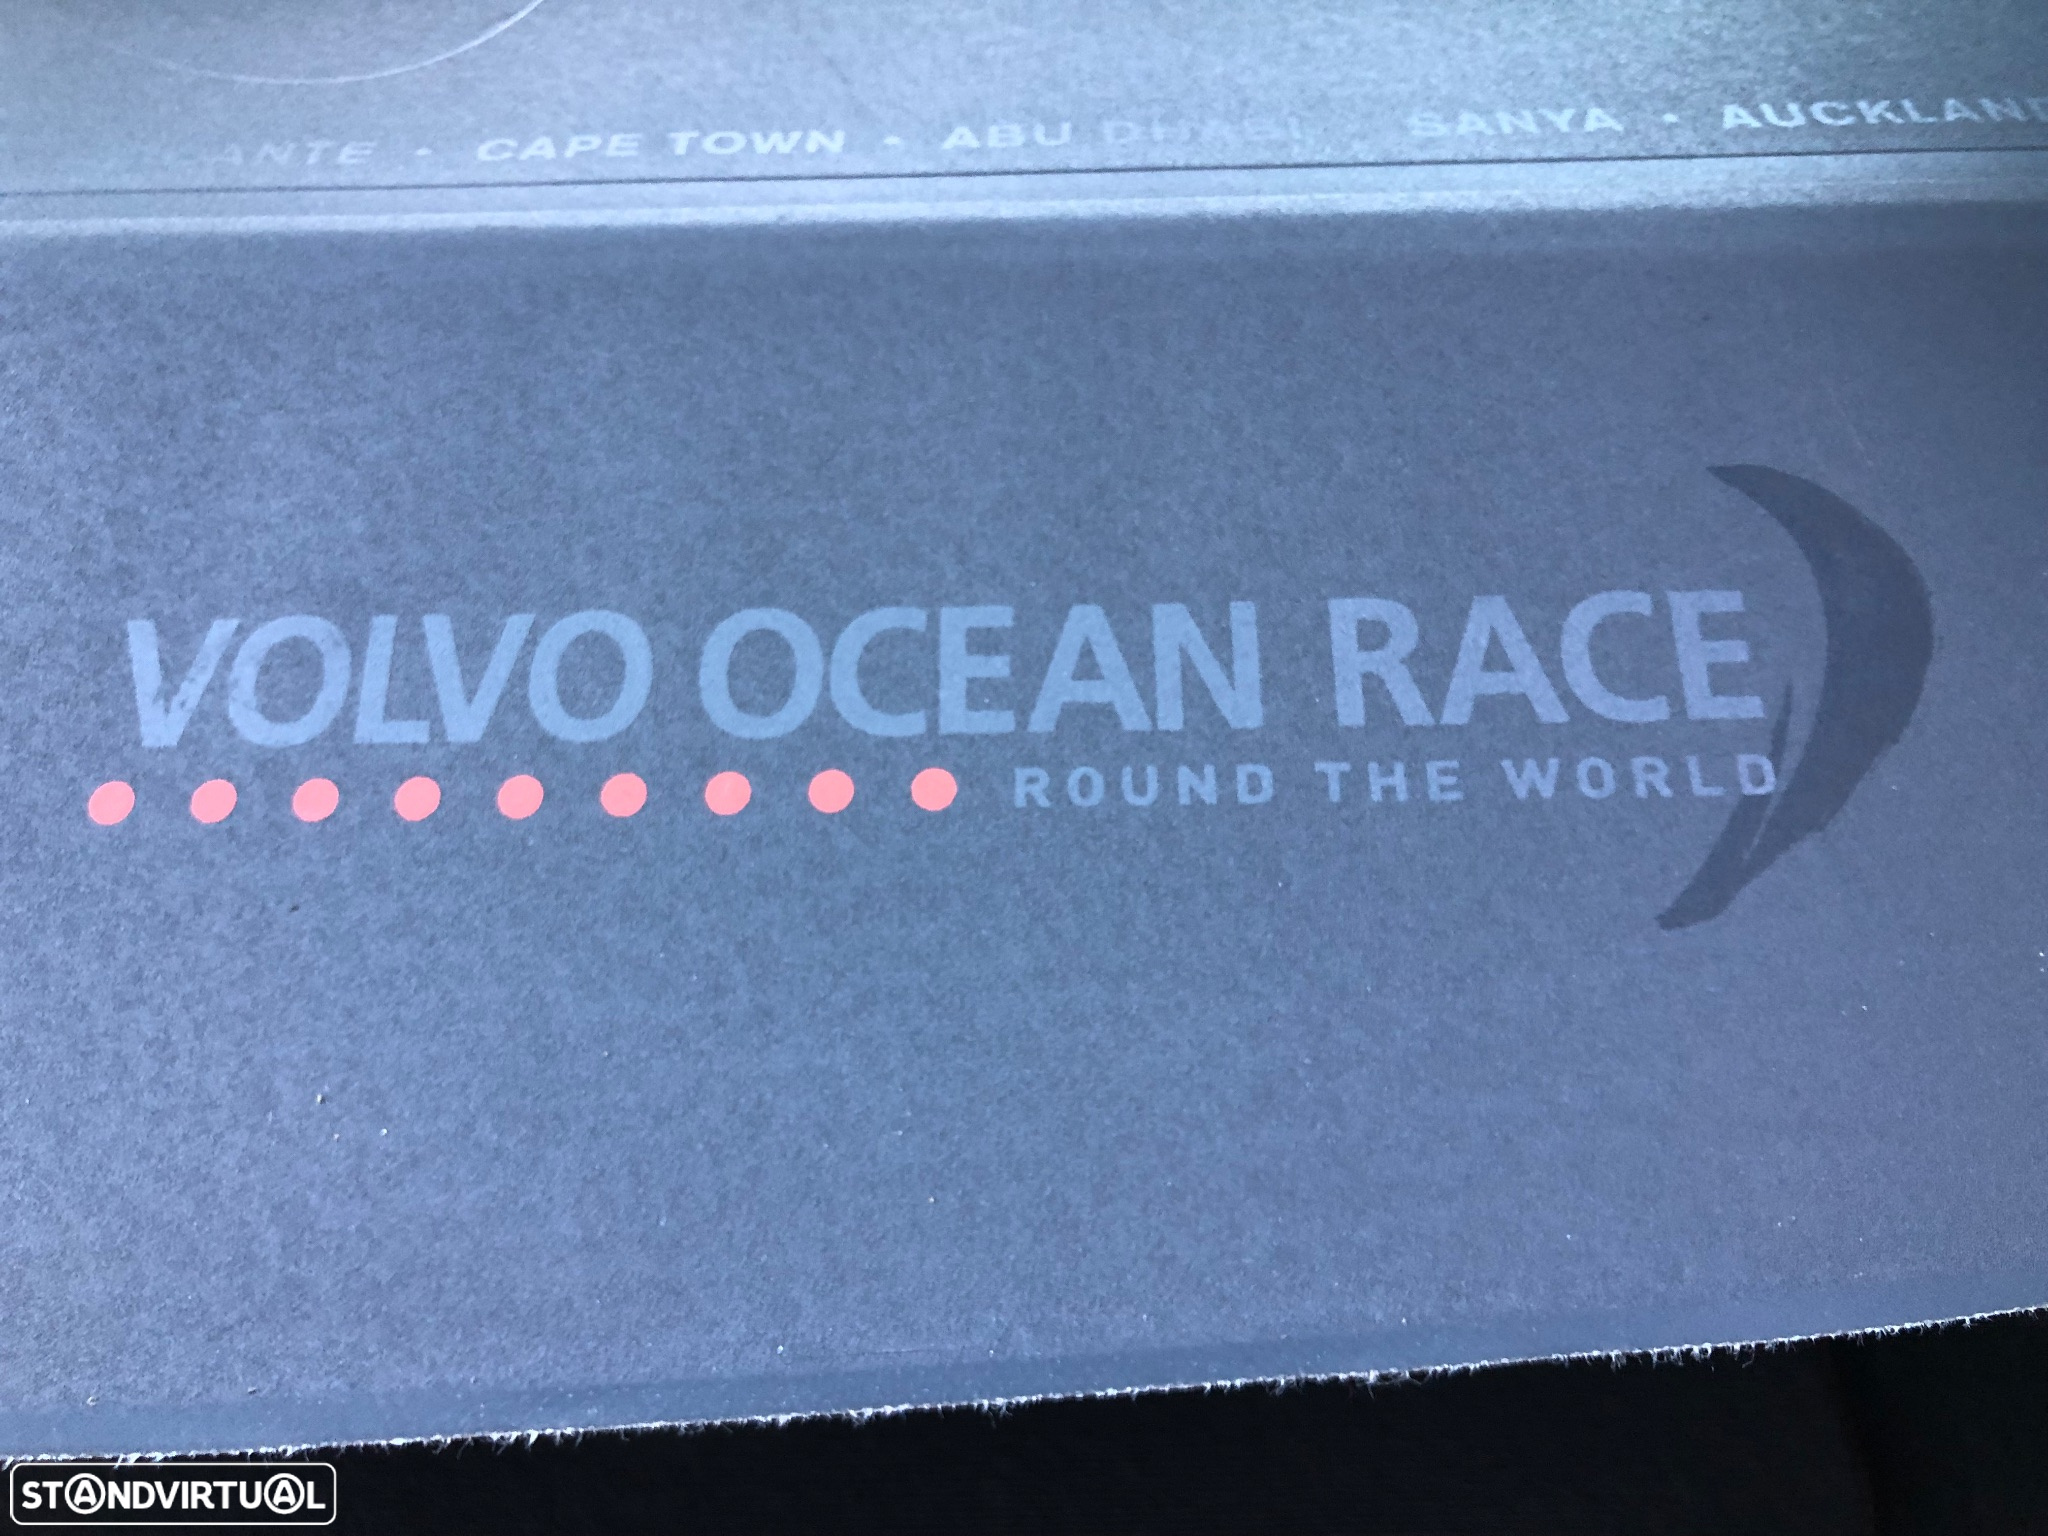 CAPE TOWN • ABU DHABI SANYA • AUCKLAND
VOLVO OCEAN RACE
ROUND THE WORLD
STANDVIRTUAL